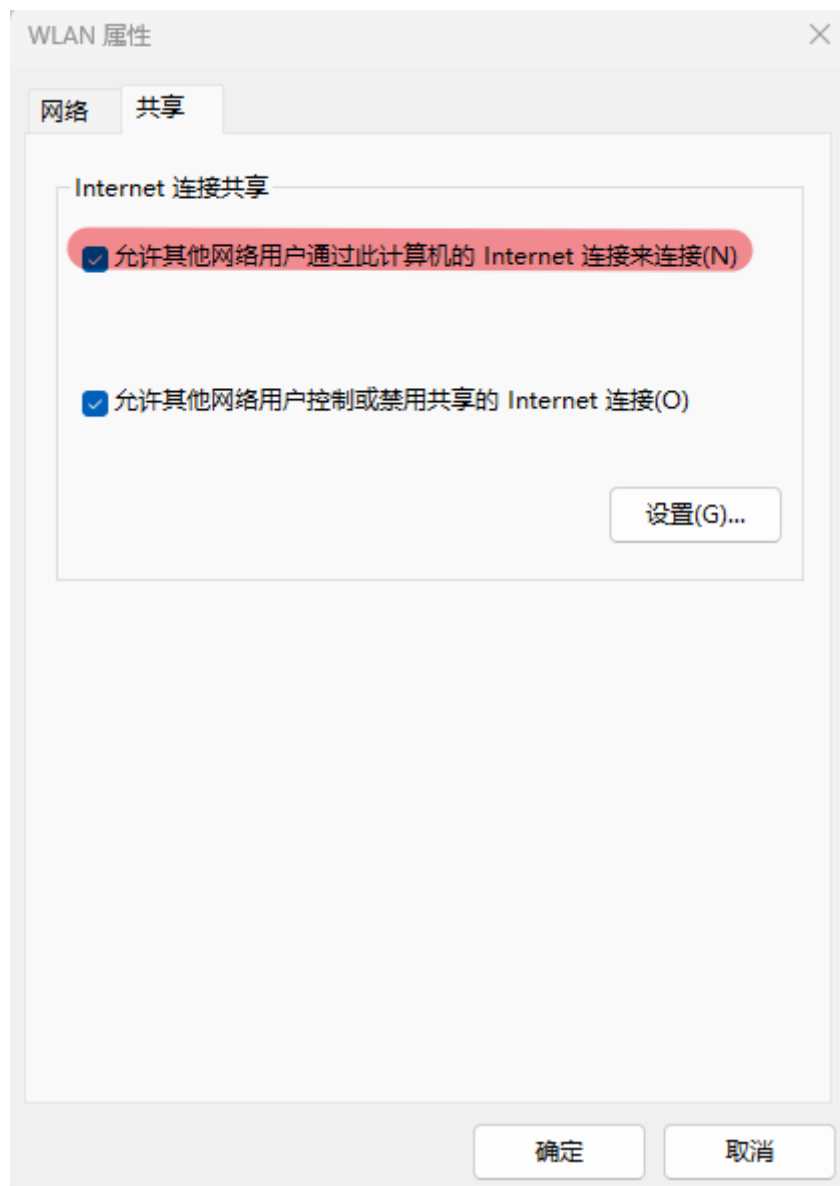 WLAN 属性
网络 共享
Internet 连接共享
允许其他网络用户通过此计算机的 Internet 连接来连接(N)
允许其他网络用户控制或禁用共享的 Internet 连接(O)
设置(G)...
确定 取消